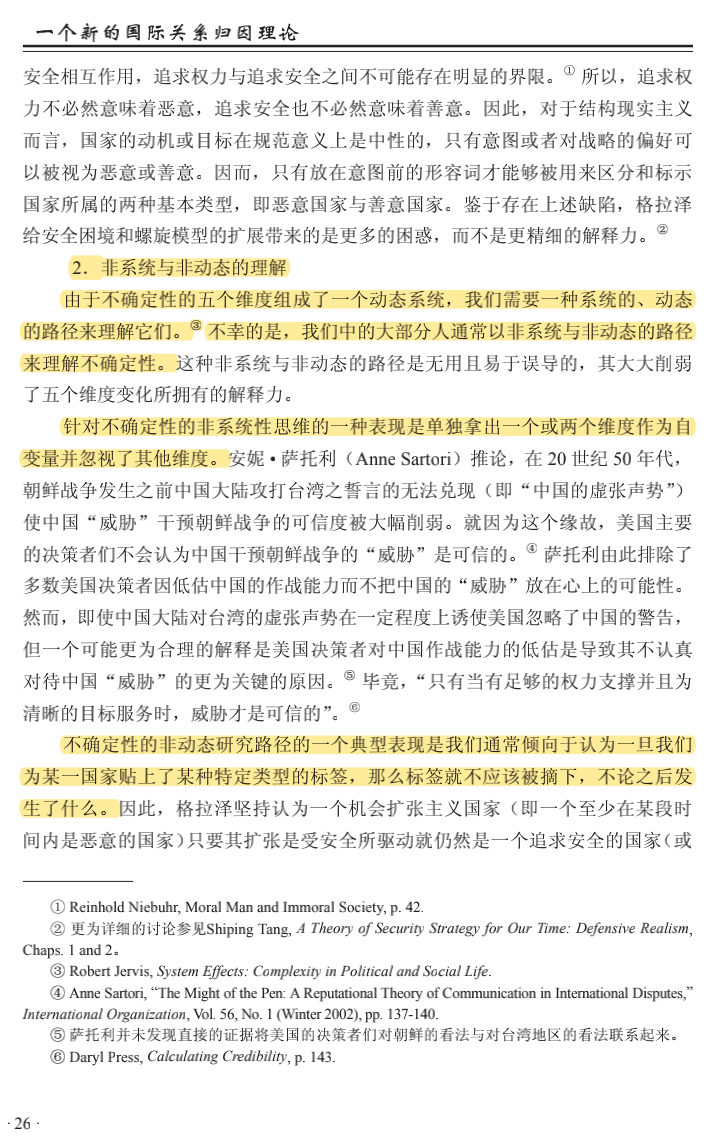 一个新的国际关系归因理论
安全相互作用，追求权力与追求安全之间不可能存在明显的界限。① 所以，追求权
力不必然意味着恶意，追求安全也不必然意味着善意。因此，对于结构现实主义
而言，国家的动机或目标在规范意义上是中性的，只有意图或者对战略的偏好可
以被视为恶意或善意。因而，只有放在意图前的形容词才能够被用来区分和标示
国家所属的两种基本类型，即恶意国家与善意国家。鉴于存在上述缺陷，格拉泽
给安全困境和螺旋模型的扩展带来的是更多的困惑，而不是更精细的解释力。②
2．非系统与非动态的理解
由于不确定性的五个维度组成了一个动态系统，我们需要一种系统的、动态
的路径来理解它们。③ 不幸的是，我们中的大部分人通常以非系统与非动态的路径
来理解不确定性。这种非系统与非动态的路径是无用且易于误导的，其大大削弱
了五个维度变化所拥有的解释力。
针对不确定性的非系统性思维的一种表现是单独拿出一个或两个维度作为自
变量并忽视了其他维度。安妮·萨托利（Anne Sartori）推论，在 20 世纪 50 年代，
朝鲜战争发生之前中国大陆攻打台湾之誓言的无法兑现（即“中国的虚张声势”）
使中国“威胁”干预朝鲜战争的可信度被大幅削弱。就因为这个缘故，美国主要
的决策者们不会认为中国干预朝鲜战争的“威胁”是可信的。④ 萨托利由此排除了
多数美国决策者因低估中国的作战能力而不把中国的“威胁”放在心上的可能性。
然而，即使中国大陆对台湾的虚张声势在一定程度上诱使美国忽略了中国的警告，
但一个可能更为合理的解释是美国决策者对中国作战能力的低估是导致其不认真
对待中国“威胁”的更为关键的原因。⑤ 毕竟，“只有当有足够的权力支撑并且为
清晰的目标服务时，威胁才是可信的”。⑥
不确定性的非动态研究路径的一个典型表现是我们通常倾向于认为一旦我们
为某一国家贴上了某种特定类型的标签，那么标签就不应该被摘下，不论之后发
生了什么。因此，格拉泽坚持认为一个机会扩张主义国家（即一个至少在某段时
间内是恶意的国家）只要其扩张是受安全所驱动就仍然是一个追求安全的国家（或
① Reinhold Niebuhr, Moral Man and Immoral Society, p. 42.
② 更为详细的讨论参见Shiping Tang, A Theory of Security Strategy for Our Time: Defensive Realism,
Chaps. 1 and 2。
③ Robert Jervis, System Effects: Complexity in Political and Social Life.
④ Anne Sartori, “The Might of the Pen: A Reputational Theory of Communication in International Disputes,”
International Organization, Vol. 56, No. 1 (Winter 2002), pp. 137-140.
⑤ 萨托利并未发现直接的证据将美国的决策者们对朝鲜的看法与对台湾地区的看法联系起来。
⑥ Daryl Press, Calculating Credibility, p. 143.
· 26 ·